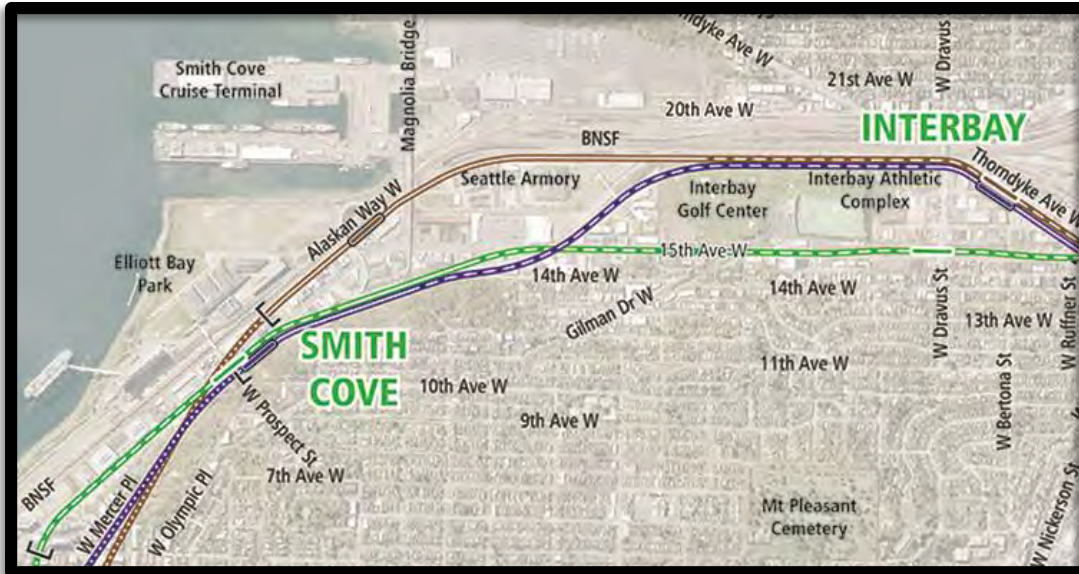 Thorndyke Ave W
W Dravus St
21st Ave W
Smith Cove
Cruise Terminal
Magnolia Bridge
20th Ave W
INTERBAY
BNSF
Thorndyke Ave W
Seattle Armory
Interbay
Golf Center
Interbay Athletic
Complex
Alaskan Way W
Elliott Bay
Park
15th Ave W
14th Ave W
14th Ave W
Gilman Dr W
W Dravus St
13th Ave W
W Ruffner St
SMITH
COVE
11th Ave W
10th Ave W
W Bertona St
9th Ave W
W Prospect St
7th Ave W
BNSF
W Mercer Pl
W Olympic Pl
Mt Pleasant
Cemetery
W Nickerson St